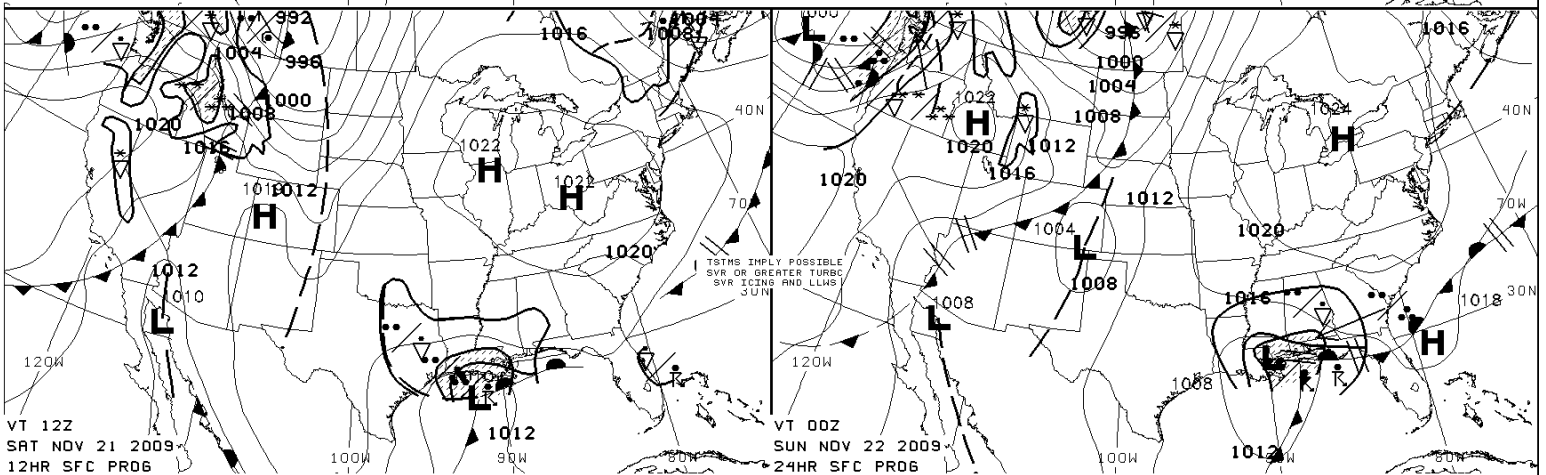 992
1004
996
1000
1008
1020
1016
1012
H
1016
1008
1022
H
1022
H
1020
40N
70W
30N
1012
1010
L
120W
TSTMS IMPLY POSSIBLE
SVR OR GREATER TURBC
SVR ICING AND LLWS
L
1012
100W
90W
80W
VT 12Z
SAT NOV 21 2009
12HR SFC PROG
L
996
1000
1004
1008
1012
1022
H
1020
1016
1020
1016
1024
H
40N
70W
30N
1012
1004
L
1008
1020
1008
L
120W
1016
1018
H
L
1008
1012
100W
VT 00Z
SUN NOV 22 2009
24HR SFC PROG